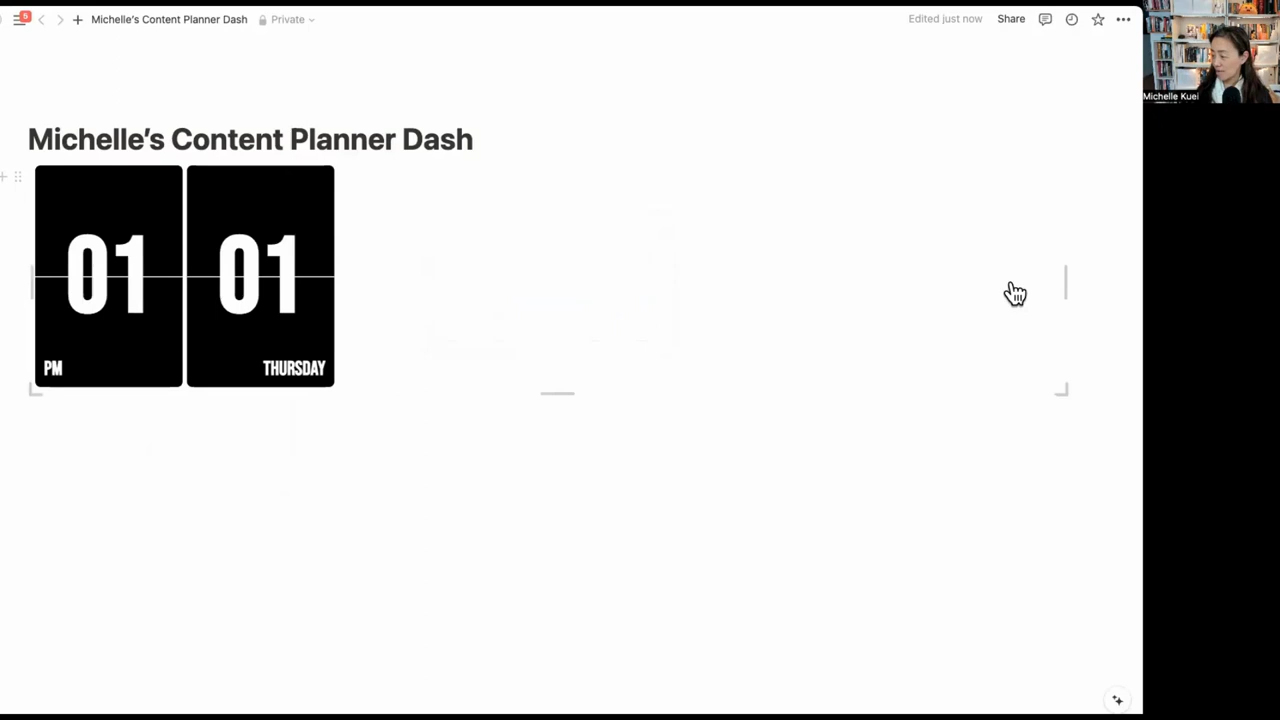 5
Michelle's Content Planner Dash
Private
Edited just now
Share
Michelle Kuei
Michelle's Content Planner Dash
01
01
PM
THURSDAY